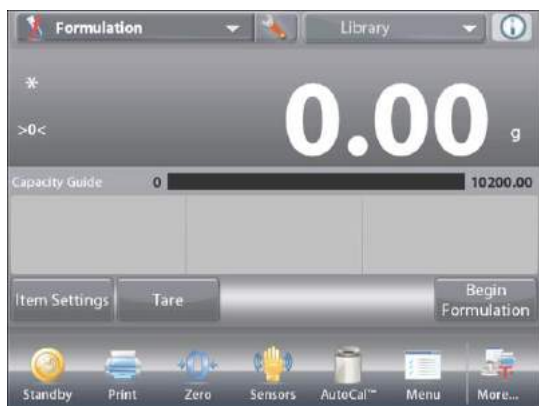 Formulation
Library
*
>0<
0.00 g
Capacity Guide 0 10200.00
Item Settings
Tare
Begin
Formulation
Standby Print Zero Sensors AutoCal™ Menu More...